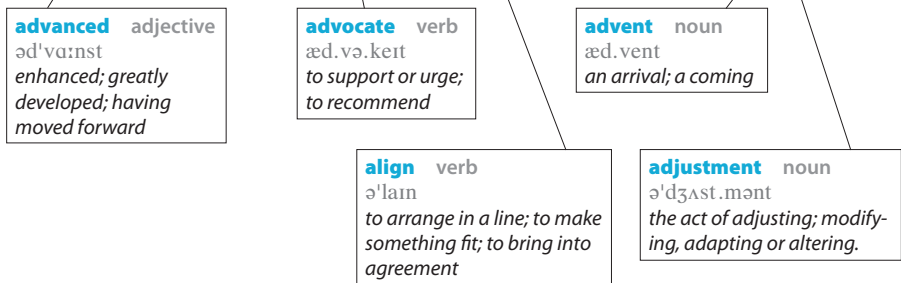 advanced adjective
əd'vɑːnst
enhanced; greatly
developed; having
moved forward
advocate verb
æd.və.keɪt
to support or urge;
to recommend
advent noun
æd.vent
an arrival; a coming
align verb
ə'laɪn
to arrange in a line; to make
something fit; to bring into
agreement
adjustment noun
ə'dʒʌst.mənt
the act of adjusting; modify-
ing, adapting or altering.